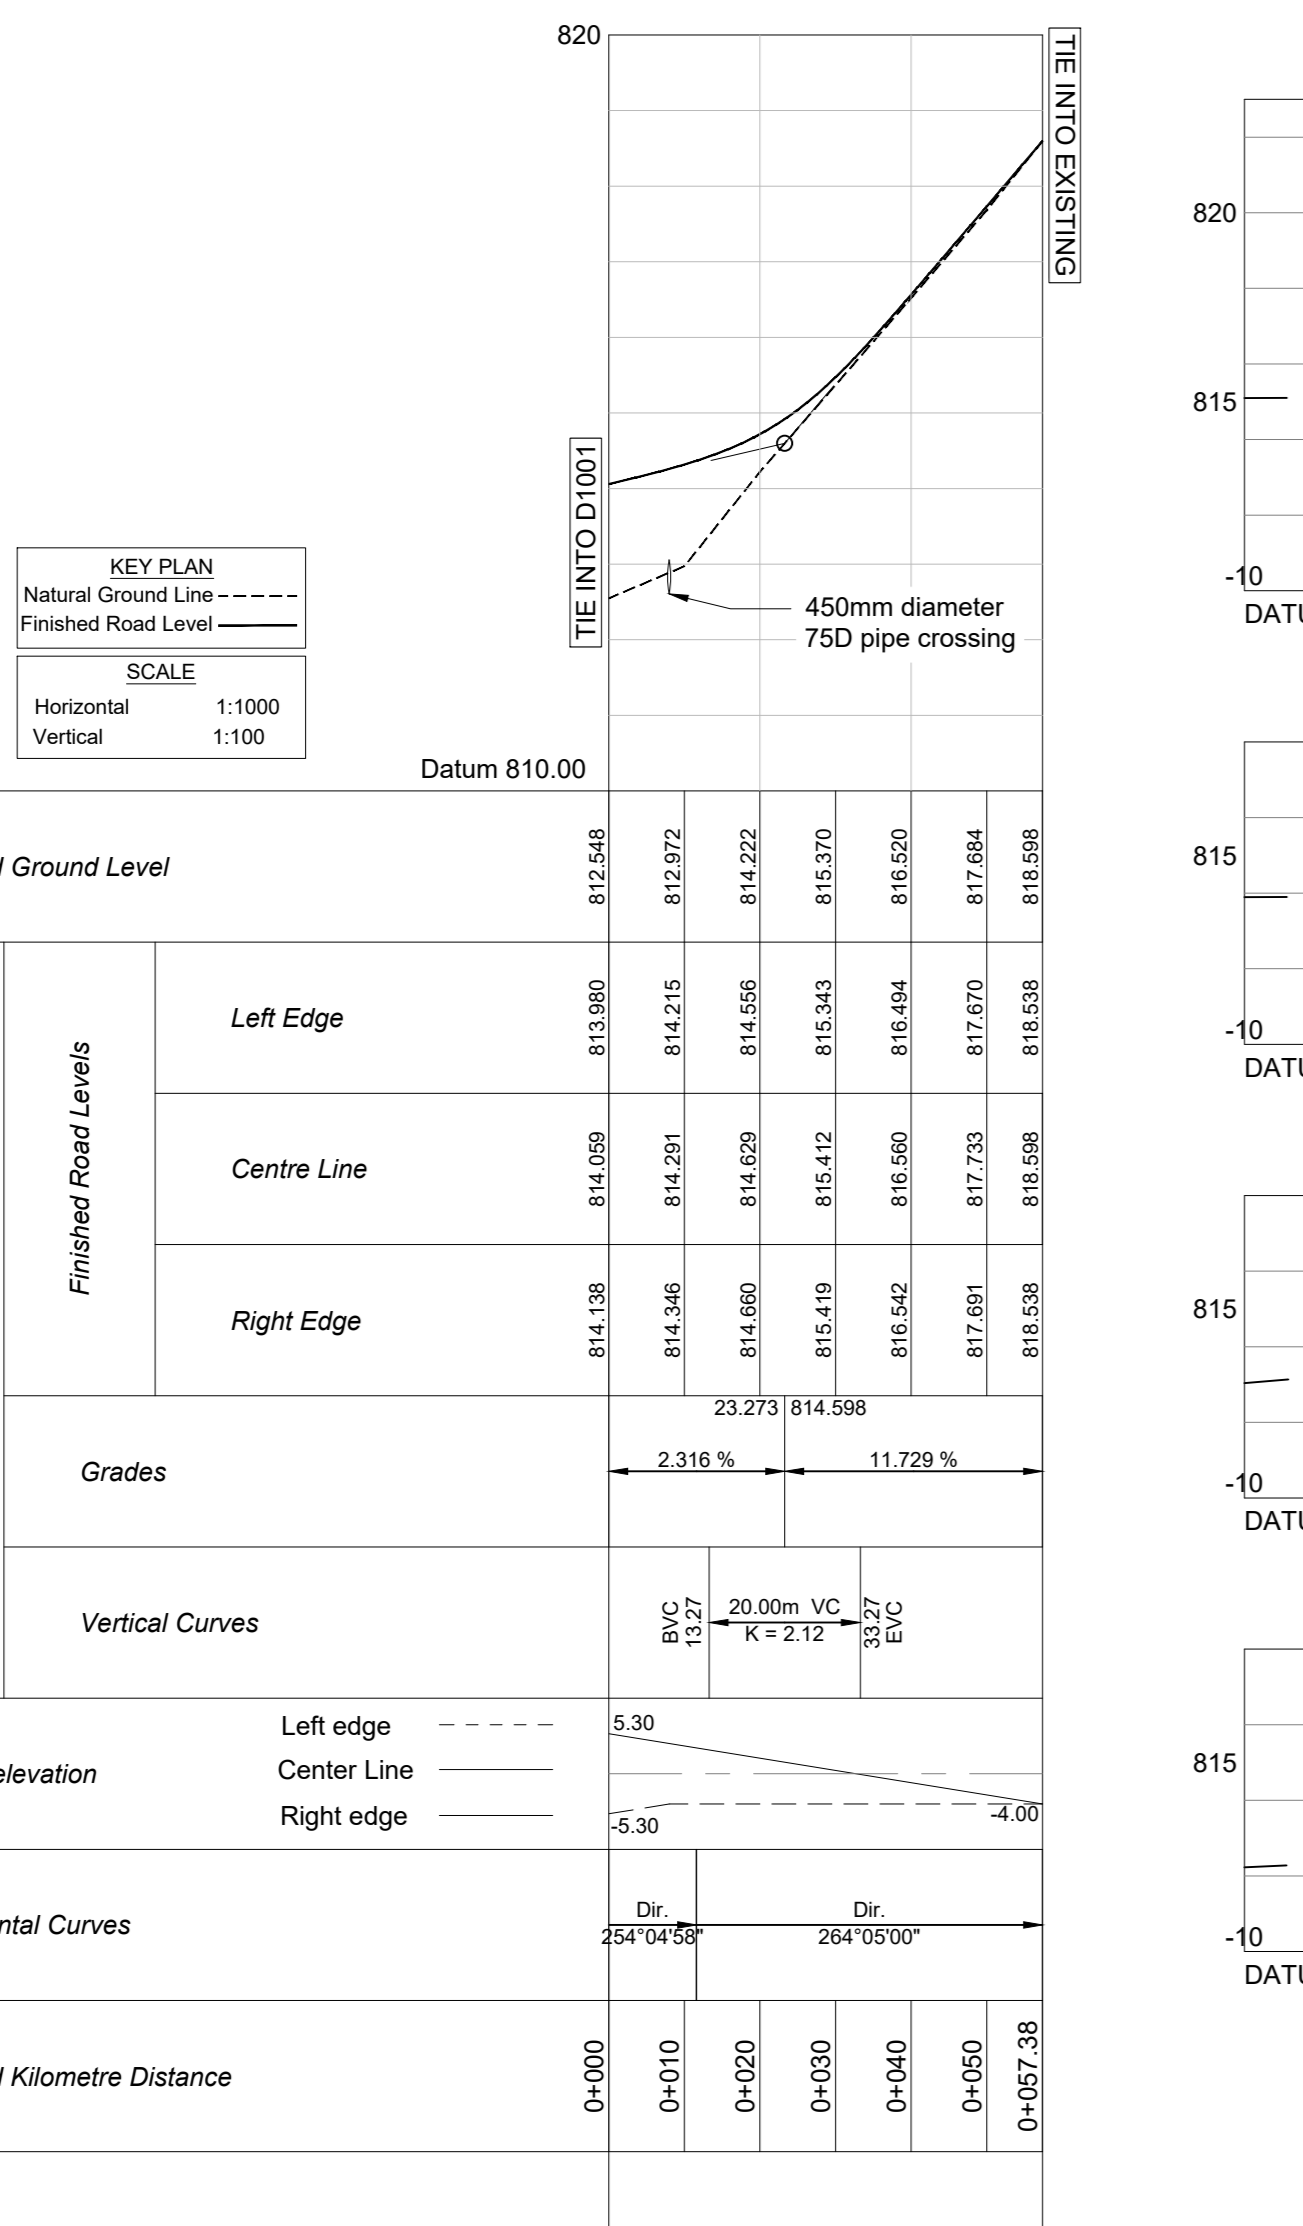 820
TIE INTO EXISTING
TIE INTO D1001
KEY PLAN
Natural Ground Line
Finished Road Level
SCALE
Horizontal 1:1000
Vertical 1:100
450mm diameter
75D pipe crossing
Datum 810.00
Ground Level
812.548 812.972 814.222 815.370 816.520 817.684 818.598
Finished Road Levels
Left Edge
813.980 814.215 814.556 815.343 816.494 817.670 818.538
Centre Line
814.059 814.291 814.629 815.412 816.560 817.733 818.598
Right Edge
814.138 814.346 814.660 815.419 816.542 817.691 818.538
Grades
23.273 814.598
2.316 % 11.729 %
Vertical Curves
BVC
13.27
20.00m VC
K = 2.12
33.27
EVC
elevation
Left edge
Center Line
Right edge
5.30
-5.30
-4.00
ntal Curves
Dir.
254°04'58"
Dir.
264°05'00"
Kilometre Distance
0+000 0+010 0+020 0+030 0+040 0+050 0+057.38
820
815
-10
DATU
815
-10
DATU
815
-10
DATU
815
-10
DATU